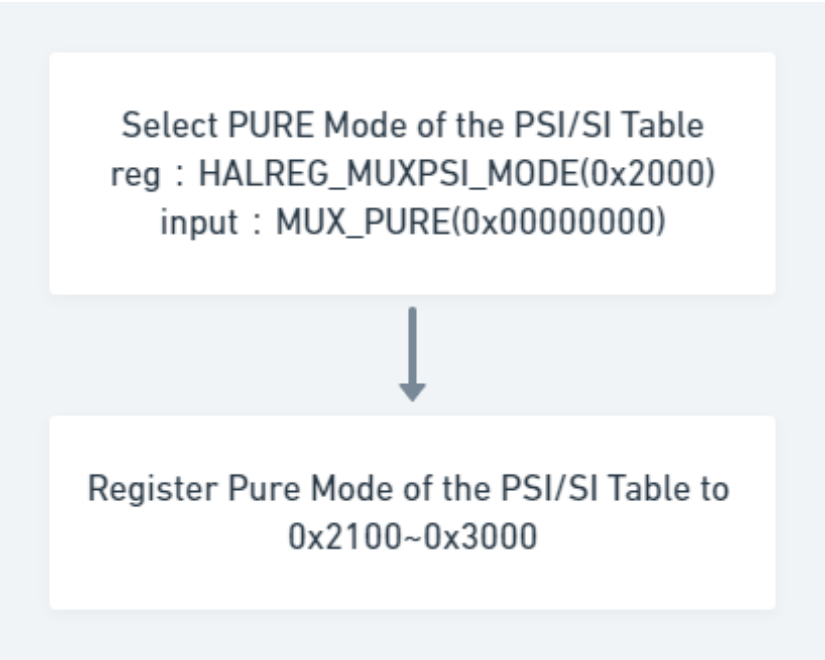 Select PURE Mode of the PSI/SI Table
reg : HALREG_MUXPSI_MODE(0x2000)
input : MUX_PURE(0x00000000)
Register Pure Mode of the PSI/SI Table to
0x2100~0x3000